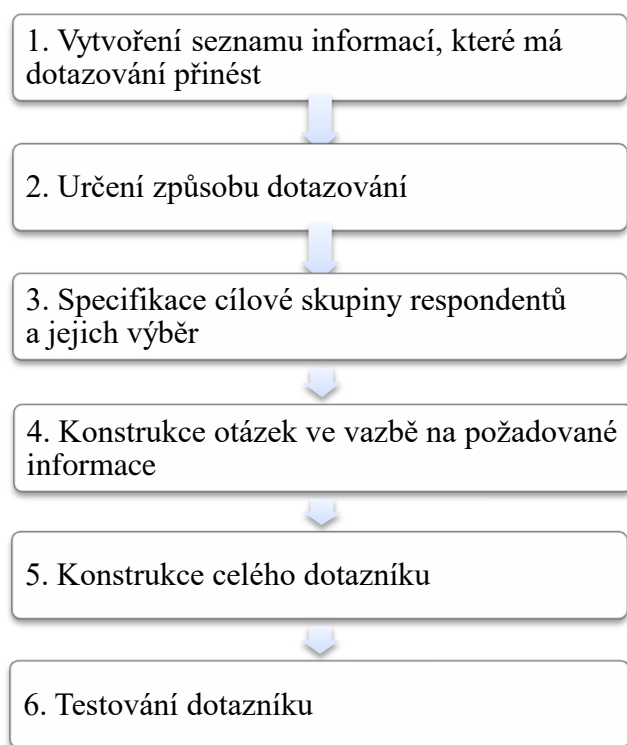 1. Vytvoření seznamu informací, které má
dotazování přinést
2. Určení způsobu dotazování
3. Specifikace cílové skupiny respondentů
a jejich výběr
4. Konstrukce otázek ve vazbě na požadované
informace
5. Konstrukce celého dotazníku
6. Testování dotazníku